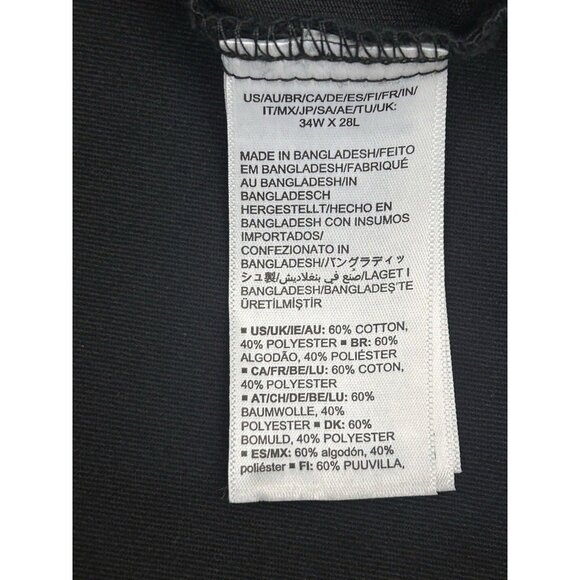 US/AU/BR/CA/DE/ES/FI/FR/IN/
IT/MX/JP/SA/AE/TU/UK:
34W X 28L
MADE IN BANGLADESH/FEITO
EM BANGLADESH/FABRIQUÉ
AU BANGLADESH/IN
BANGLADESCH
HERGESTELLT/HECHO EN
BANGLADESH CON INSUMOS
IMPORTADOS/
CONFEZIONATO IN
BANGLADESH/バングラディッ
シュ製/صنع في بنغلاديش/LAGET I
BANGLADESH/BANGLADEŞ'TE
ÜRETİLMİŞTİR
▪ US/UK/IE/AU: 60% COTTON,
40% POLYESTER ▪ BR: 60%
ALGODÃO, 40% POLIÉSTER
▪ CA/FR/BE/LU: 60% COTON,
40% POLYESTER
▪ AT/CH/DE/BE/LU: 60%
BAUMWOLLE, 40%
POLYESTER ▪ DK: 60%
BOMULD, 40% POLYESTER
▪ ES/MX: 60% algodón, 40%
poliéster ▪ FI: 60% PUUVILLA,